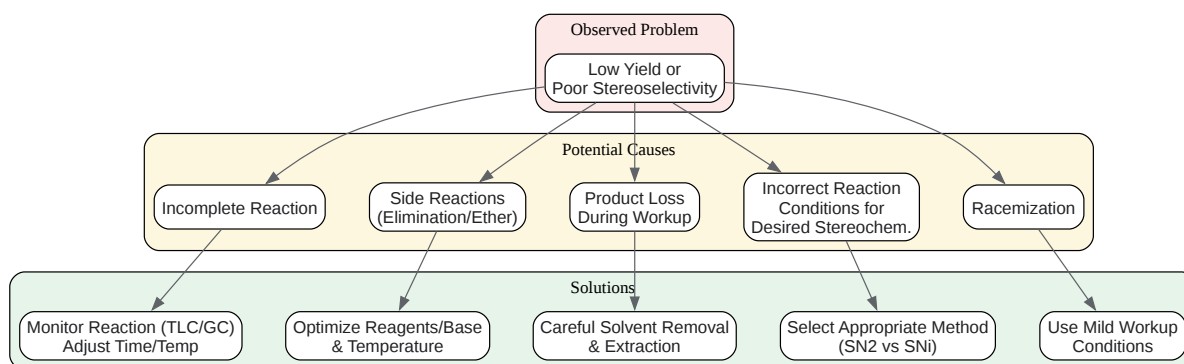 Observed Problem
Low Yield or
Poor Stereoselectivity
Potential Causes
Incomplete Reaction
Side Reactions
(Elimination/Ether)
Product Loss
During Workup
Incorrect Reaction
Conditions for
Desired Stereochem.
Racemization
Solutions
Monitor Reaction (TLC/GC)
Adjust Time/Temp
Optimize Reagents/Base
& Temperature
Careful Solvent Removal
& Extraction
Select Appropriate Method
(SN2 vs SNi)
Use Mild Workup
Conditions